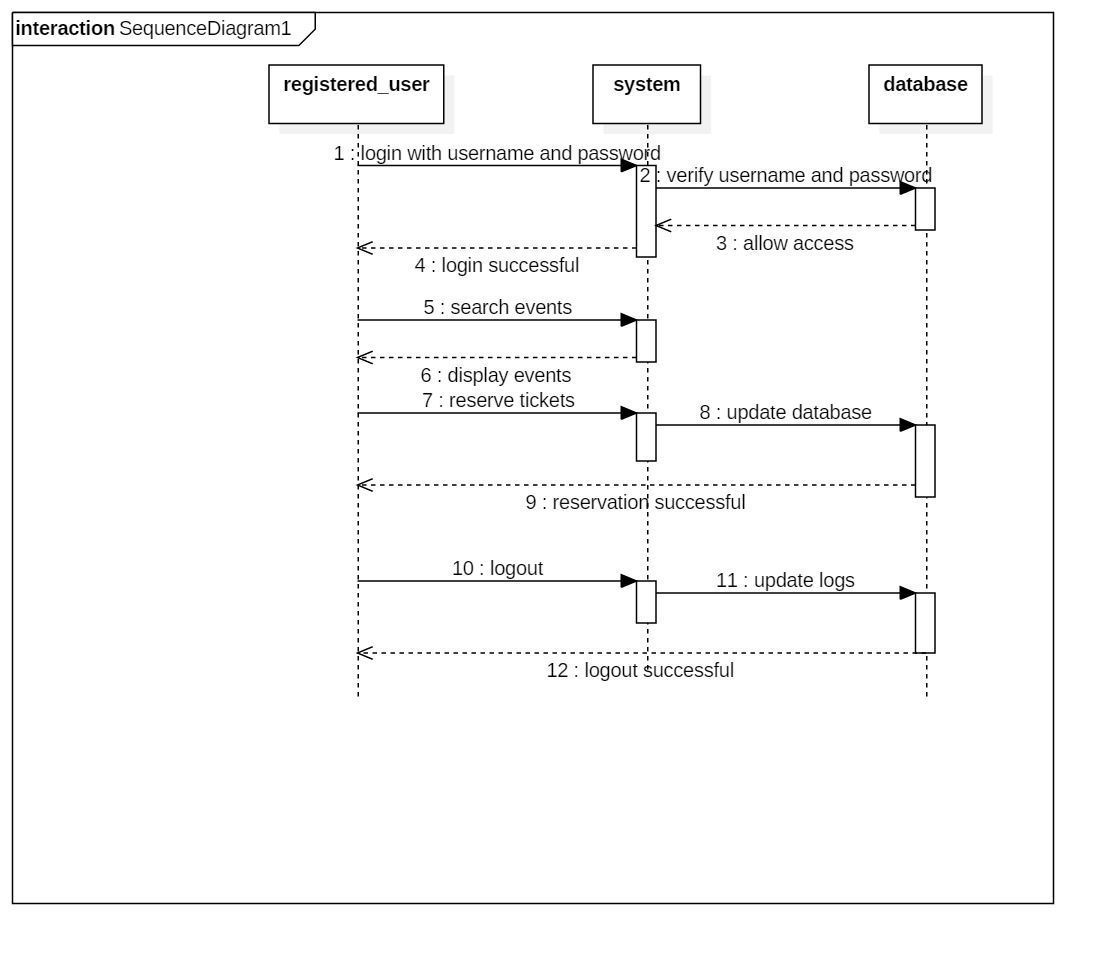 interaction SequenceDiagram1
registered_user
system
database
1 : login with username and password
2 : verify username and password
3 : allow access
4 : login successful
5 : search events
6 : display events
7 : reserve tickets
8 : update database
9 : reservation successful
10 : logout
11 : update logs
12 : logout successful